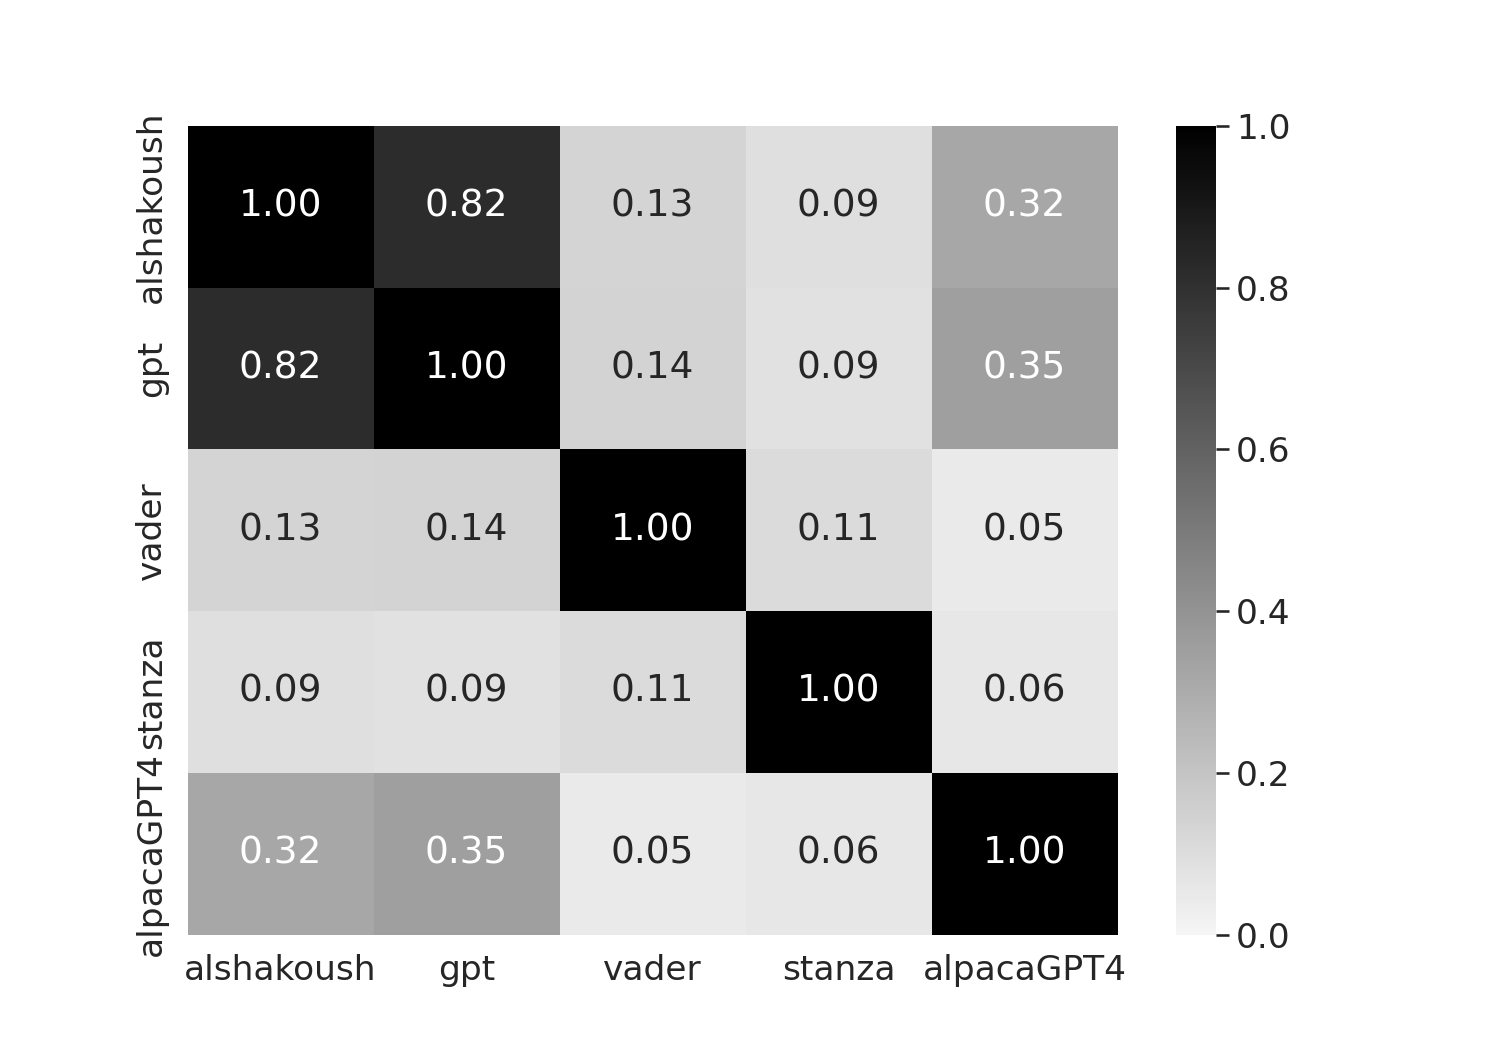 alshakoush 1.00 0.82 0.13 0.09 0.32
gpt 0.82 1.00 0.14 0.09 0.35
vader 0.13 0.14 1.00 0.11 0.05
stanza 0.09 0.09 0.11 1.00 0.06
alpacaGPT4 0.32 0.35 0.05 0.06 1.00
alshakoush gpt vader stanza alpacaGPT4
1.0
0.8
0.6
0.4
0.2
0.0